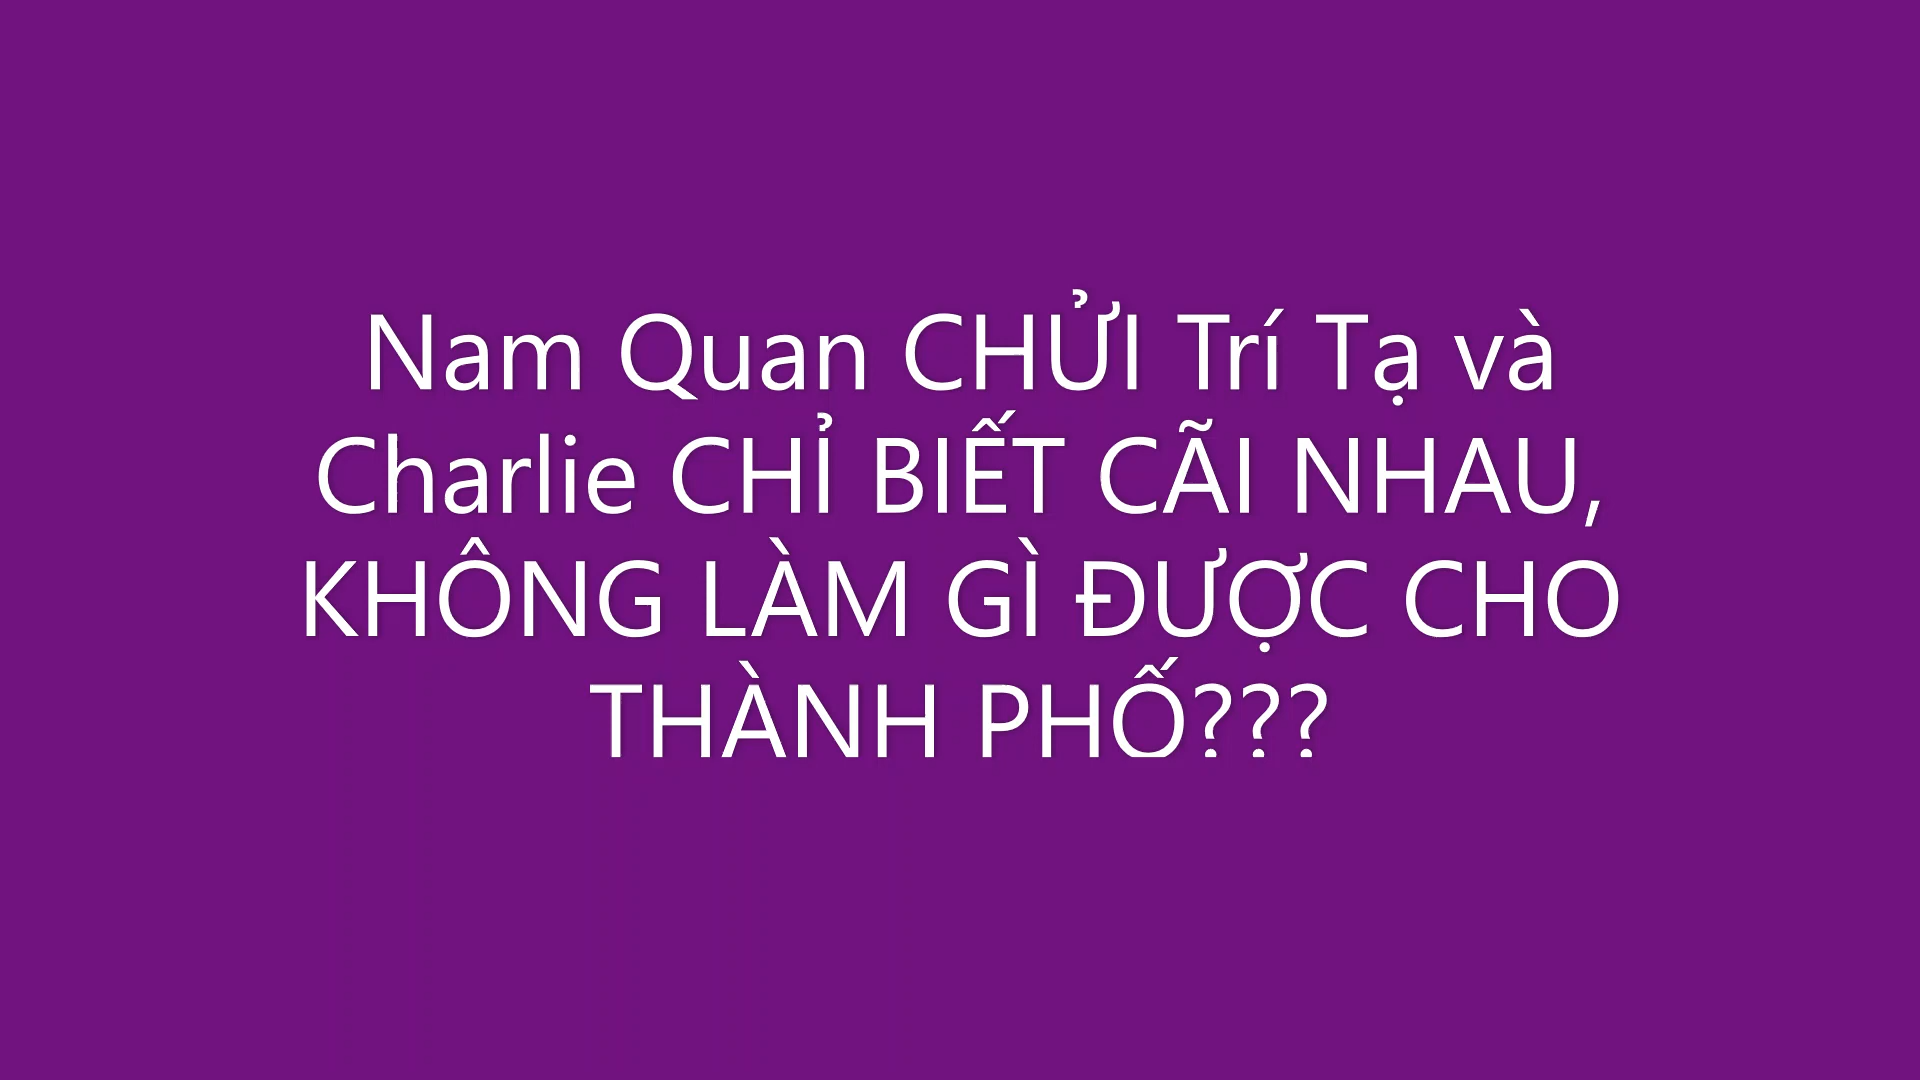 Nam Quan CHỬI Trí Tạ và
Charlie CHỈ BIẾT CÃI NHAU,
KHÔNG LÀM GÌ ĐƯỢC CHO
THÀNH PHỐ???